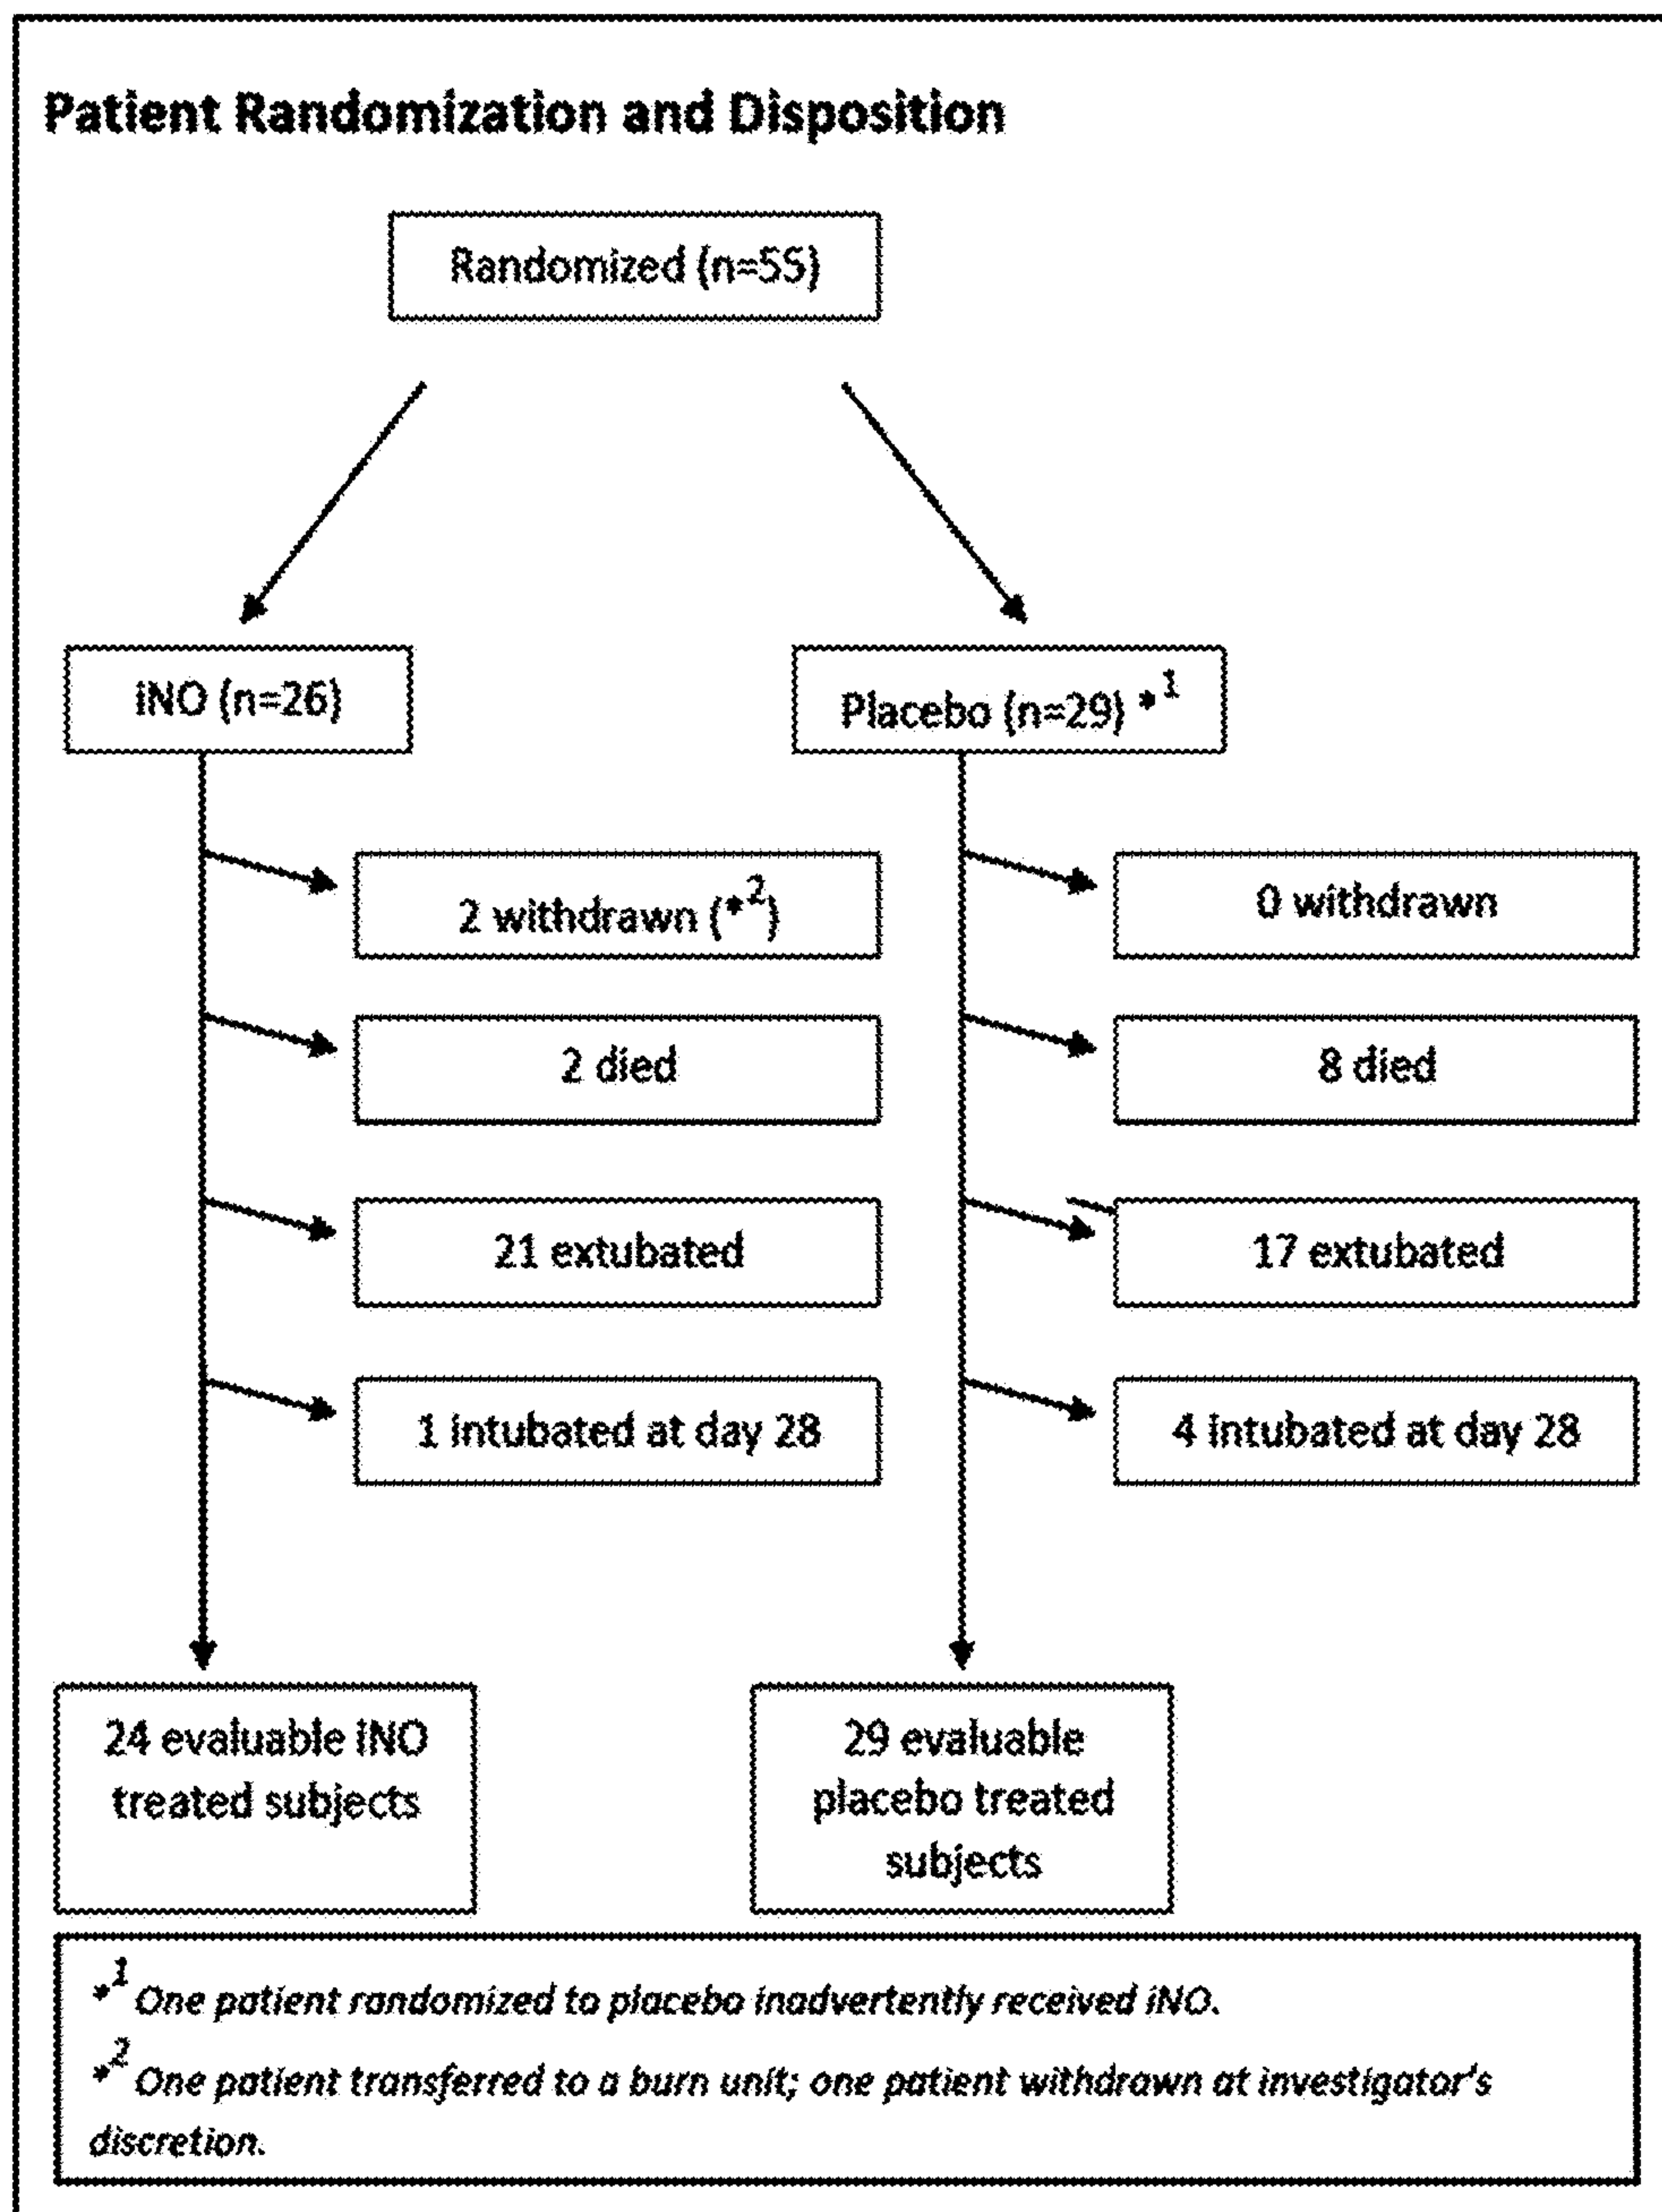 Patient Randomization and Disposition
Randomized (n=55)
iNO (n=26)
Placebo (n=29) *1
2 withdrawn (*2)
0 withdrawn
2 died
8 died
21 extubated
17 extubated
1 intubated at day 28
4 intubated at day 28
24 evaluable iNO
treated subjects
29 evaluable
placebo treated
subjects
*1 One patient randomized to placebo inadvertently received iNO.
*2 One patient transferred to a burn unit; one patient withdrawn at investigator's
discretion.